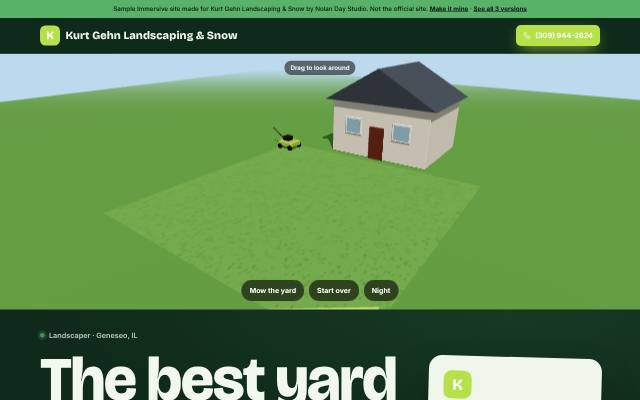 Sample Immersive site made for Kurt Gehn Landscaping & Snow by Nolan Day Studio. Not the official site. Make it mine · See all 3 versions
K Kurt Gehn Landscaping & Snow
(309) 944-2624
Drag to look around
Mow the yard
Start over
Night
Landscaper · Geneseo, IL
The best yard
K